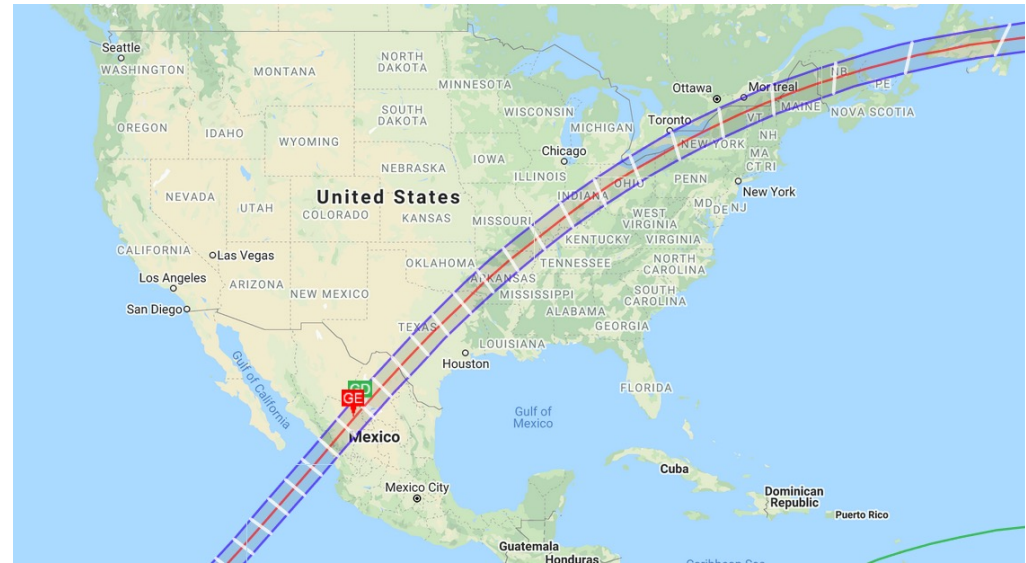 Seattle
WASHINGTON
MONTANA
NORTH
DAKOTA
MINNESOTA
Ottawa
Montreal
NB
PE
MAINE
NOVA SCOTIA
OREGON
IDAHO
WYOMING
SOUTH
DAKOTA
WISCONSIN
MICHIGAN
Toronto
VT
NH
NEW YORK
MA
CT RI
Chicago
IOWA
NEBRASKA
ILLINOIS
INDIANA
OHIO
PENN
New York
NEVADA
UTAH
United States
COLORADO
KANSAS
MISSOURI
WEST
VIRGINIA
MD
DE
NJ
KENTUCKY
VIRGINIA
CALIFORNIA
Las Vegas
Los Angeles
ARIZONA
NEW MEXICO
OKLAHOMA
ARKANSAS
TENNESSEE
NORTH
CAROLINA
San Diego
MISSISSIPPI
SOUTH
CAROLINA
ALABAMA
GEORGIA
TEXAS
LOUISIANA
Houston
Gulf of California
GD
GE
FLORIDA
Gulf of
Mexico
Mexico
Mexico City
Cuba
Dominican
Republic
Puerto Rico
Guatemala
Honduras
Caribbean Sea